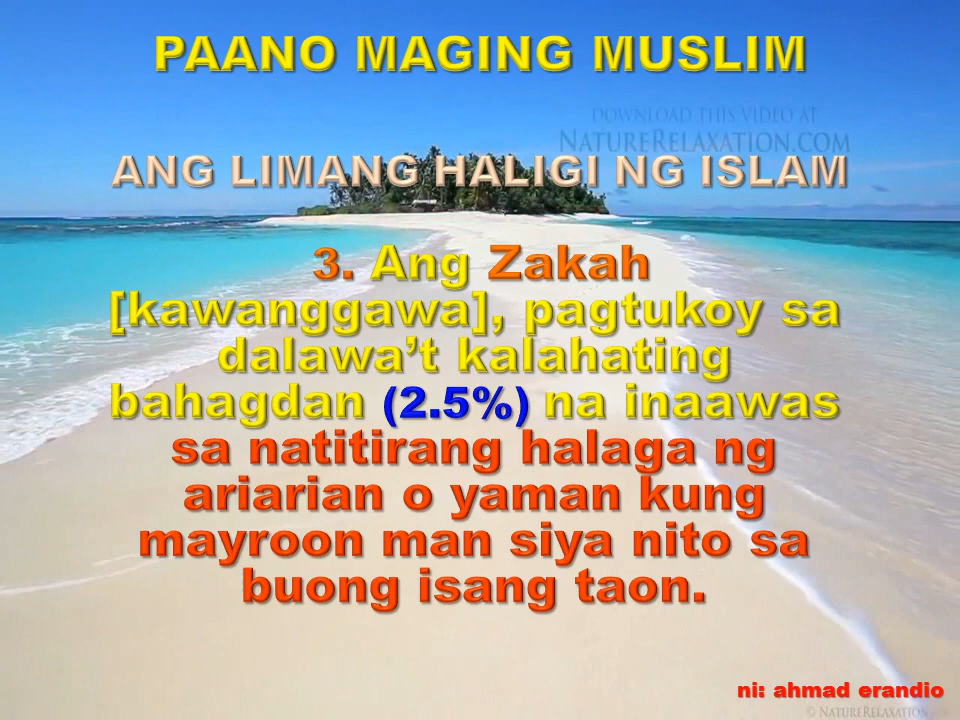 PAANO MAGING MUSLIM
DOWNLOAD THIS VIDEO AT
NATURERELAXATION.COM
ANG LIMANG HALIGI NG ISLAM
3. Ang Zakah
[kawanggawa], pagtukoy sa
dalawa’t kalahating
bahagdan (2.5%) na inaawas
sa natitirang halaga ng
ariarian o yaman kung
mayroon man siya nito sa
buong isang taon.
ni: ahmad erandio
© NATURERELAXATION